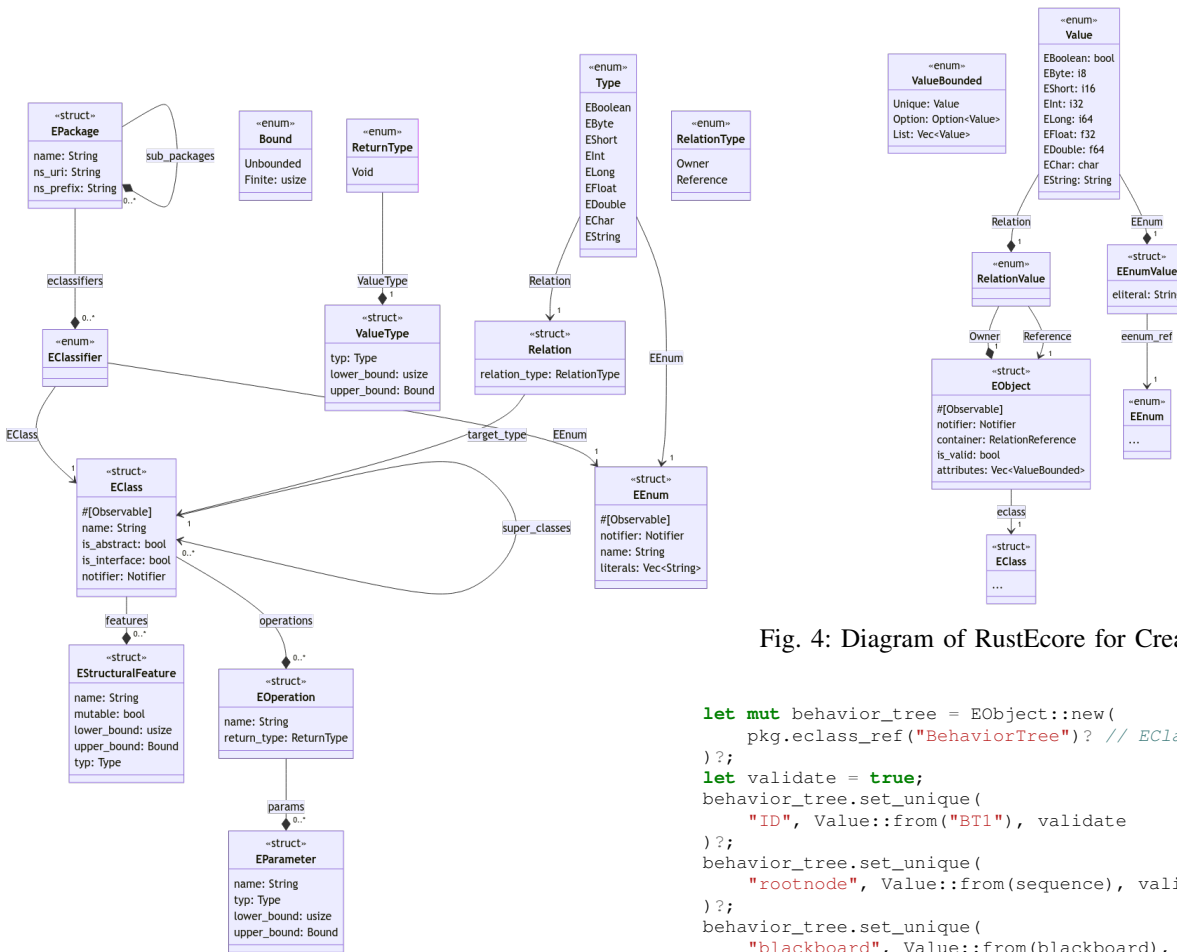 «struct»
EPackage
name: String
ns_uri: String
ns_prefix: String
sub_packages
0..*
eclassifiers
0..*
«enum»
EClassifier
EClass
1
EEnum
1
«enum»
Bound
Unbounded
Finite: usize
«enum»
ReturnType
Void
ValueType
1
«struct»
ValueType
typ: Type
lower_bound: usize
upper_bound: Bound
«enum»
Type
EBoolean
EByte
EShort
EInt
ELong
EFloat
EDouble
EChar
EString
Relation
1
EEnum
1
«enum»
RelationType
Owner
Reference
«struct»
Relation
relation_type: RelationType
target_type
1
«struct»
EClass
#[Observable]
name: String
is_abstract: bool
is_interface: bool
notifier: Notifier
super_classes
0..*
«struct»
EEnum
#[Observable]
notifier: Notifier
name: String
literals: Vec<String>
features
0..*
operations
0..*
«struct»
EStructuralFeature
name: String
mutable: bool
lower_bound: usize
upper_bound: Bound
typ: Type
«struct»
EOperation
name: String
return_type: ReturnType
params
0..*
«struct»
EParameter
name: String
typ: Type
lower_bound: usize
upper_bound: Bound
«enum»
ValueBounded
Unique: Value
Option: Option<Value>
List: Vec<Value>
«enum»
Value
EBoolean: bool
EByte: i8
EShort: i16
EInt: i32
ELong: i64
EFloat: f32
EDouble: f64
EChar: char
EString: String
Relation
1
EEnum
1
«enum»
RelationValue
«struct»
EEnumValue
eliteral: Strin
Owner
1
Reference
1
eenum_ref
1
«struct»
EObject
#[Observable]
notifier: Notifier
container: RelationReference
is_valid: bool
attributes: Vec<ValueBounded>
«enum»
EEnum
...
eclass
1
«struct»
EClass
...
Fig. 4: Diagram of RustEcore for Crea
let mut behavior_tree = EObject::new(
pkg.eclass_ref("BehaviorTree")? // ECla
)?;
let validate = true;
behavior_tree.set_unique(
"ID", Value::from("BT1"), validate
)?;
behavior_tree.set_unique(
"rootnode", Value::from(sequence), vali
)?;
behavior_tree.set_unique(
"blackboard", Value::from(blackboard),